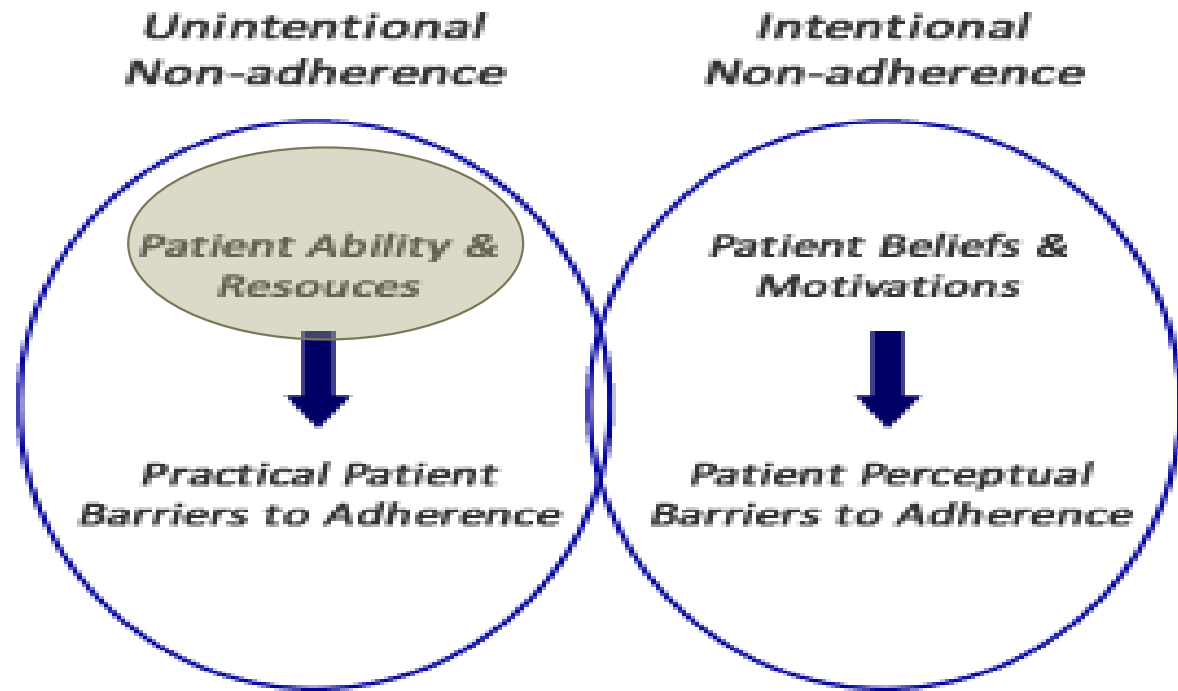 Unintentional
Non-adherence
Patient Ability &
Resouces
Practical Patient
Barriers to Adherence
Intentional
Non-adherence
Patient Beliefs &
Motivations
Patient Perceptual
Barriers to Adherence